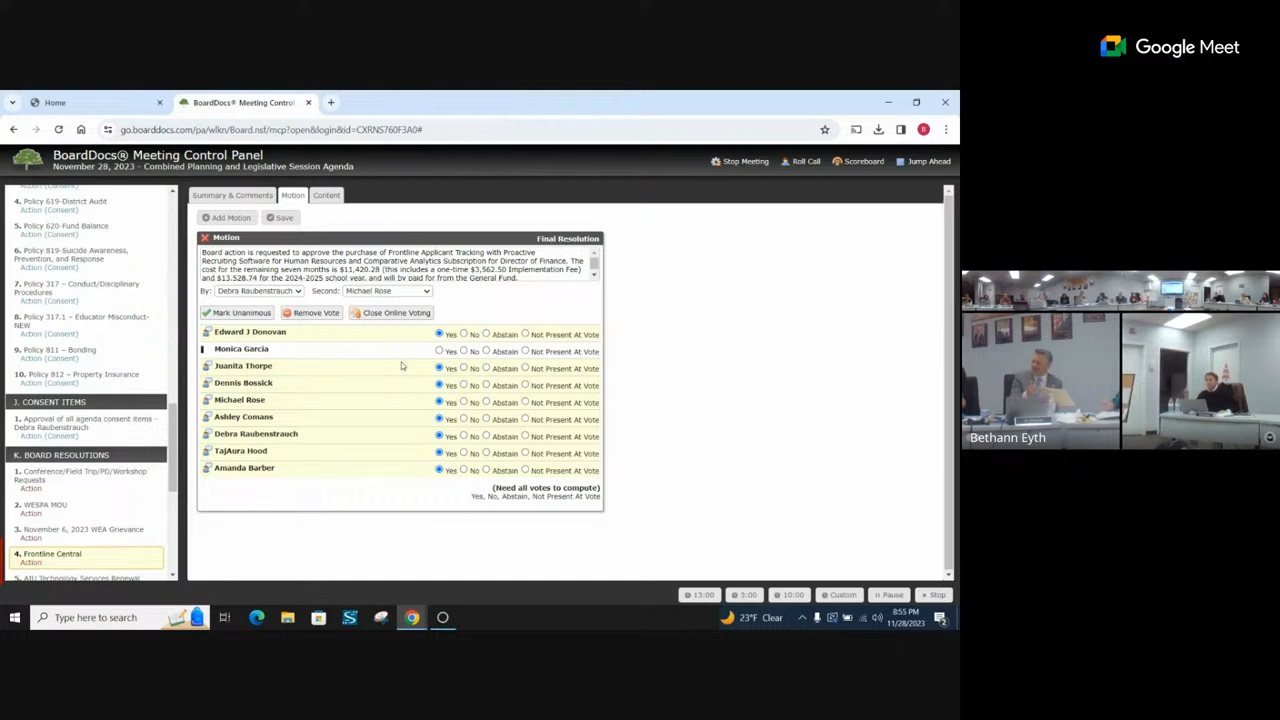 Google Meet
Home
BoardDocs® Meeting Control
go.boarddocs.com/pa/wlkn/Board.nsf/mcp?open&login&id=CXRNS760F3A0#
B
BoardDocs® Meeting Control Panel
November 28, 2023 - Combined Planning and Legislative Session Agenda
Stop Meeting
Roll Call
Scoreboard
Jump Ahead
Action (Consent)
4. Policy 619-District Audit
Action (Consent)
5. Policy 620-Fund Balance
Action (Consent)
6. Policy 819-Suicide Awareness,
Prevention, and Response
Action (Consent)
7. Policy 317 – Conduct/Disciplinary
Procedures
Action (Consent)
8. Policy 317.1 – Educator Misconduct-
NEW
Action (Consent)
9. Policy 811 – Bonding
Action (Consent)
10. Policy 812 – Property Insurance
Action (Consent)
J. CONSENT ITEMS
1. Approval of all agenda consent items -
Debra Raubenstrauch
Action (Consent)
K. BOARD RESOLUTIONS
1. Conference/Field Trip/PD/Workshop
Requests
Action
2. WESPA MOU
Action
3. November 6, 2023 WEA Grievance
Action
4. Frontline Central
Action
5. AIU Technology Services Renewal
Summary & Comments
Motion
Content
Add Motion
Save
Motion
Final Resolution
Board action is requested to approve the purchase of Frontline Applicant Tracking with Proactive
Recruiting Software for Human Resources and Comparative Analytics Subscription for Director of Finance. The
cost for the remaining seven months is $11,420.28 (this includes a one-time $3,562.50 Implementation Fee)
and $13,528.74 for the 2024-2025 school year, and will be paid for from the General Fund.
By: Debra Raubenstrauch Second: Michael Rose
Mark Unanimous
Remove Vote
Close Online Voting
Edward J Donovan Yes No Abstain Not Present At Vote
Monica Garcia Yes No Abstain Not Present At Vote
Juanita Thorpe Yes No Abstain Not Present At Vote
Dennis Bossick Yes No Abstain Not Present At Vote
Michael Rose Yes No Abstain Not Present At Vote
Ashley Comans Yes No Abstain Not Present At Vote
Debra Raubenstrauch Yes No Abstain Not Present At Vote
TajAura Hood Yes No Abstain Not Present At Vote
Amanda Barber Yes No Abstain Not Present At Vote
(Need all votes to compute)
Yes, No, Abstain, Not Present At Vote
13:00
3:00
10:00
Custom
Pause
Stop
Type here to search
23°F Clear
8:55 PM
11/28/2023
2
Bethann Eyth